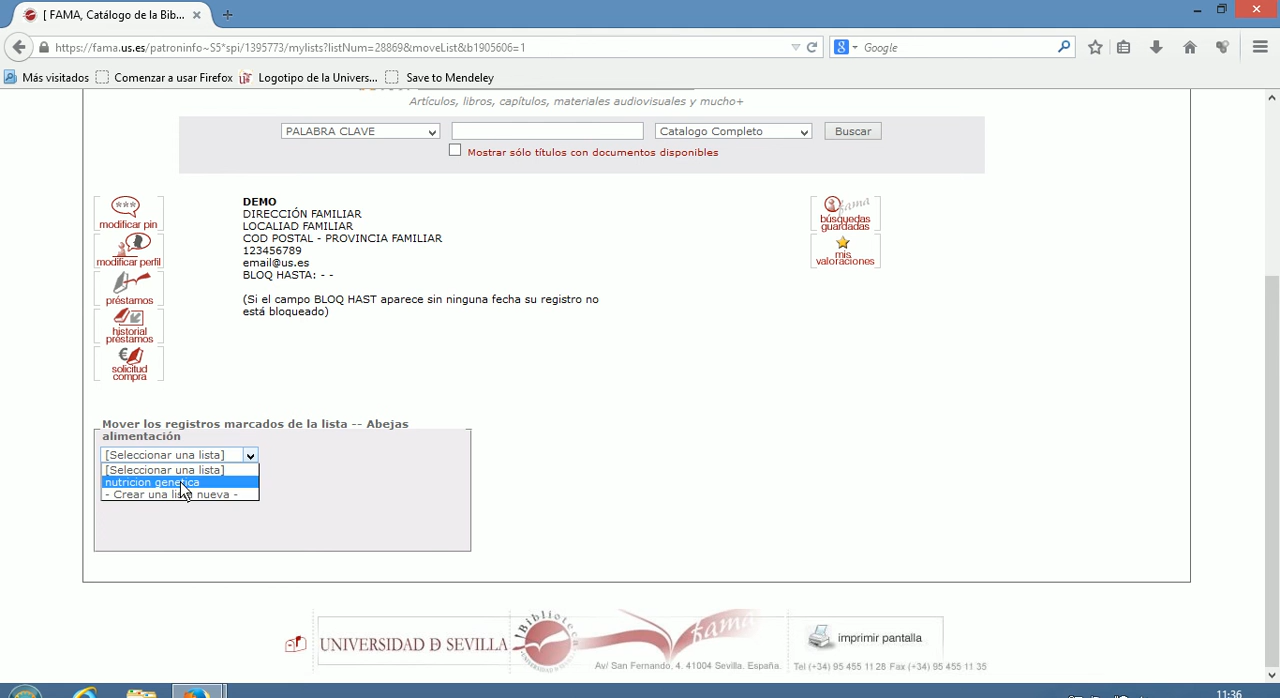 [ FAMA, Catálogo de la Bib...
https://fama.us.es/patroninfo~S5*spi/1395773/mylists?listNum=28869&moveList&b1905606=1
Google
Más visitados
Comenzar a usar Firefox
Logotipo de la Univers...
Save to Mendeley
Artículos, libros, capítulos, materiales audiovisuales y mucho+
PALABRA CLAVE
Catalogo Completo
Buscar
Mostrar sólo títulos con documentos disponibles
modificar pin
modificar perfil
préstamos
historial
préstamos
solicitud
compra
DEMO
DIRECCIÓN FAMILIAR
LOCALIAD FAMILIAR
COD POSTAL - PROVINCIA FAMILIAR
123456789
email@us.es
BLOQ HASTA: - -
(Si el campo BLOQ HAST aparece sin ninguna fecha su registro no
está bloqueado)
fama
búsquedas
guardadas
mis
valoraciones
Mover los registros marcados de la lista -- Abejas
alimentación
[Seleccionar una lista]
[Seleccionar una lista]
nutricion genetica
- Crear una lista nueva -
UNIVERSIDAD D SEVILLA
Biblioteca
fama
Av/ San Fernando, 4. 41004 Sevilla. España.
imprimir pantalla
Tel (+34) 95 455 11 28 Fax (+34) 95 455 11 35
11:36